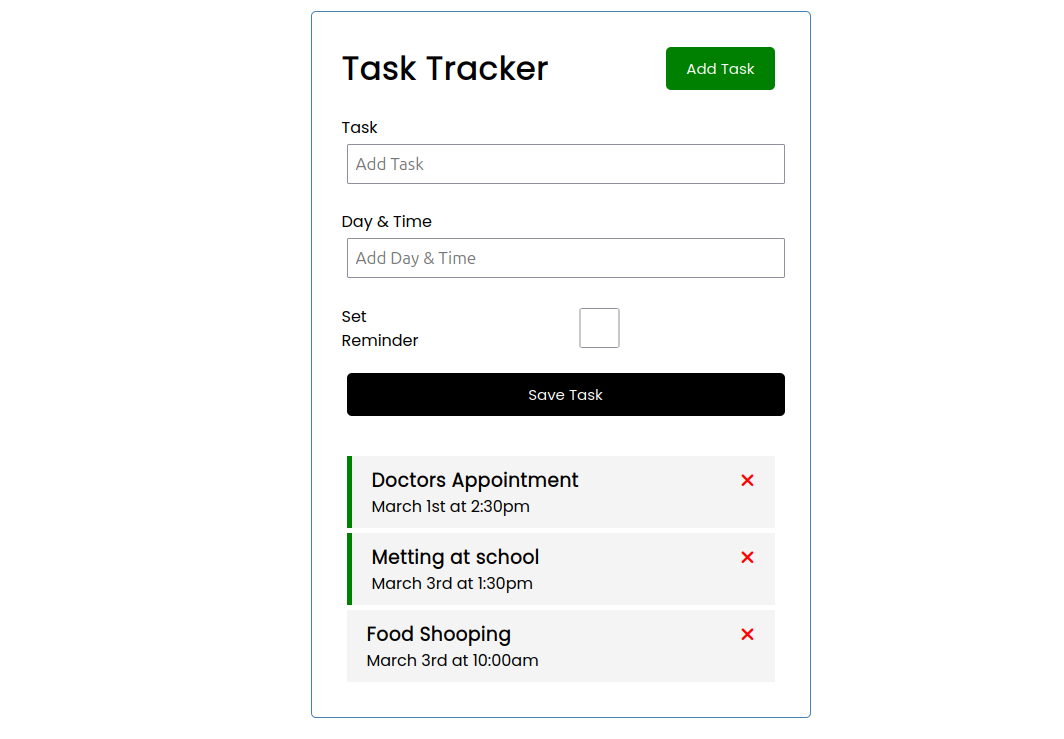 Task Tracker
Add Task
Task
Add Task
Day & Time
Add Day & Time
Set
Reminder
Save Task
Doctors Appointment
March 1st at 2:30pm
Metting at school
March 3rd at 1:30pm
Food Shooping
March 3rd at 10:00am